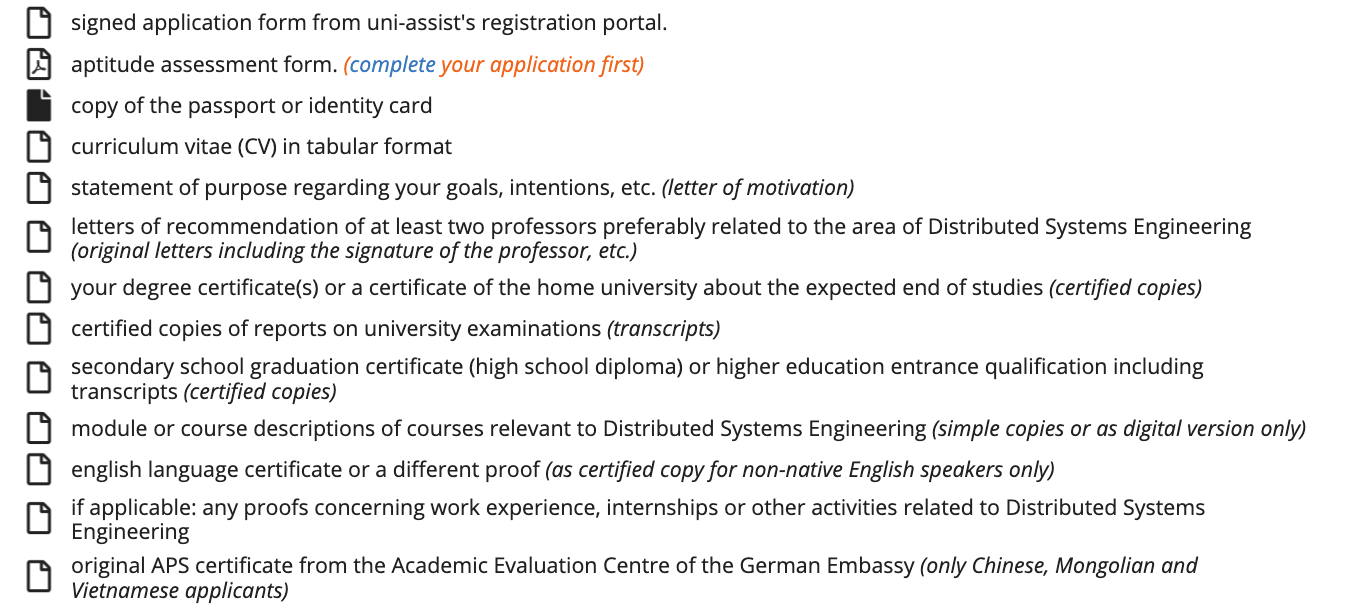 signed application form from uni-assist's registration portal.
aptitude assessment form. (complete your application first)
copy of the passport or identity card
curriculum vitae (CV) in tabular format
statement of purpose regarding your goals, intentions, etc. (letter of motivation)
letters of recommendation of at least two professors preferably related to the area of Distributed Systems Engineering
(original letters including the signature of the professor, etc.)
your degree certificate(s) or a certificate of the home university about the expected end of studies (certified copies)
certified copies of reports on university examinations (transcripts)
secondary school graduation certificate (high school diploma) or higher education entrance qualification including
transcripts (certified copies)
module or course descriptions of courses relevant to Distributed Systems Engineering (simple copies or as digital version only)
english language certificate or a different proof (as certified copy for non-native English speakers only)
if applicable: any proofs concerning work experience, internships or other activities related to Distributed Systems
Engineering
original APS certificate from the Academic Evaluation Centre of the German Embassy (only Chinese, Mongolian and
Vietnamese applicants)